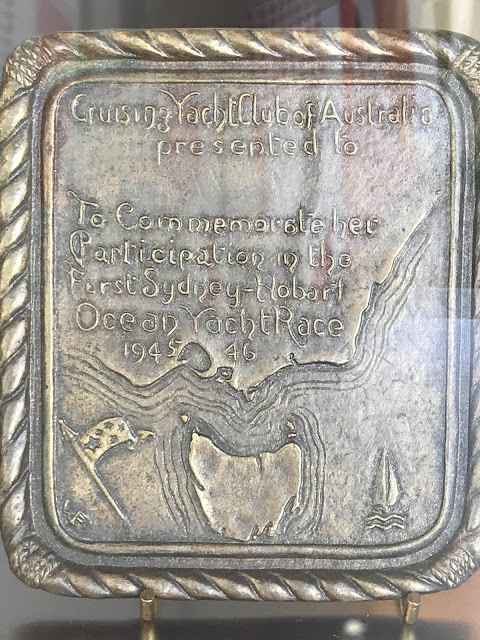 Cruising Yacht Club of Australia
presented to
To Commemorate her
Participation in the
First Sydney-Hobart
Ocean Yacht Race
1945 46